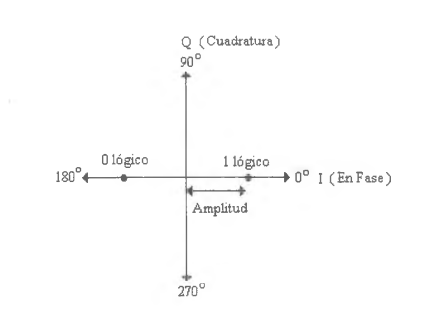 Q (Cuadratura)
90°
0 lógico
1 lógico
180°
0° I (En Fase)
Amplitud
270°